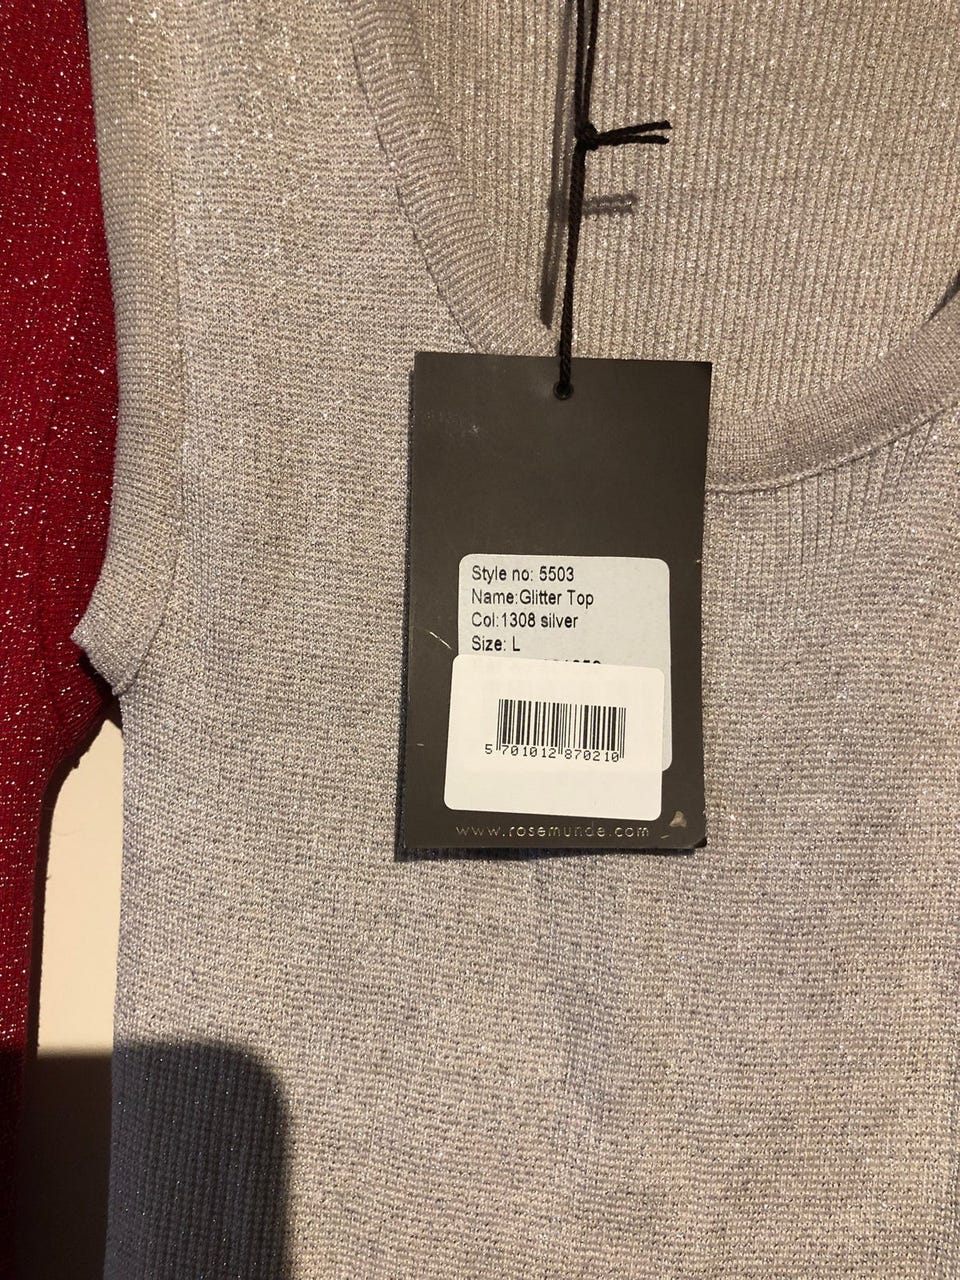 Style no: 5503
Name:Glitter Top
Col:1308 silver
Size: L
5 701012 870210
www.rosemunde.com